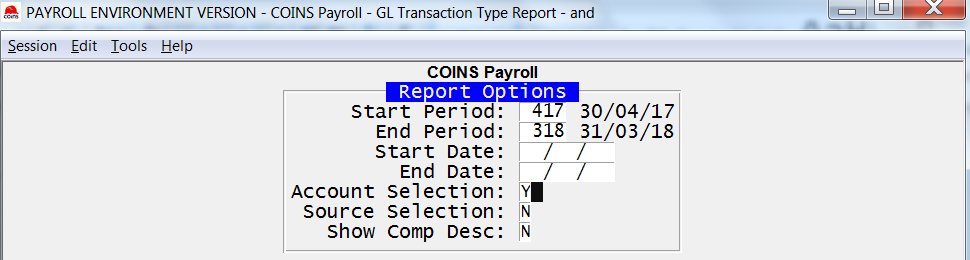 PAYROLL ENVIRONMENT VERSION - COINS Payroll - GL Transaction Type Report - and
coins
Session Edit Tools Help
COINS Payroll
Report Options
Start Period: 417 30/04/17
End Period: 318 31/03/18
Start Date: / /
End Date: / /
Account Selection: Y
Source Selection: N
Show Comp Desc: N